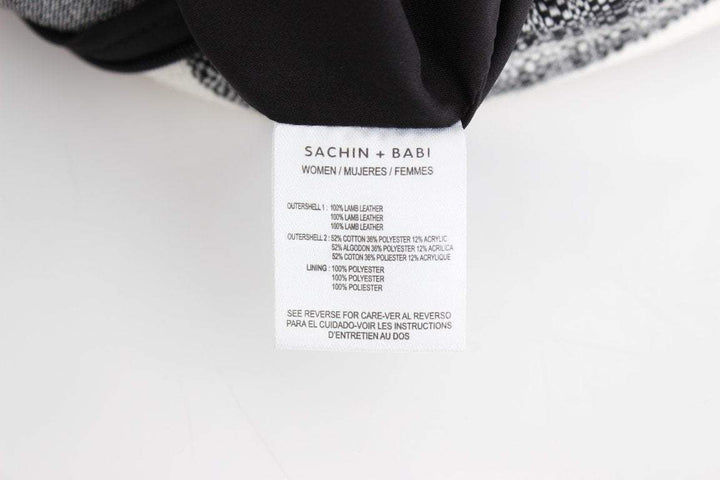 SACHIN + BABI
WOMEN / MUJERES / FEMMES
OUTERSHELL 1 : 100% LAMB LEATHER
100% LAMB LEATHER
100% LAMB LEATHER
OUTERSHELL 2 : 52% COTTON 36% POLYESTER 12% ACRYLIC
52% ALGODON 36% POLYESTER 12% ACRILICA
52% COTON 36% POLIESTER 12% ACRYLIQUE
LINING : 100% POLYESTER
100% POLYESTER
100% POLIESTER
SEE REVERSE FOR CARE-VER AL REVERSO
PARA EL CUIDADO-VOIR LES INSTRUCTIONS
D'ENTRETIEN AU DOS